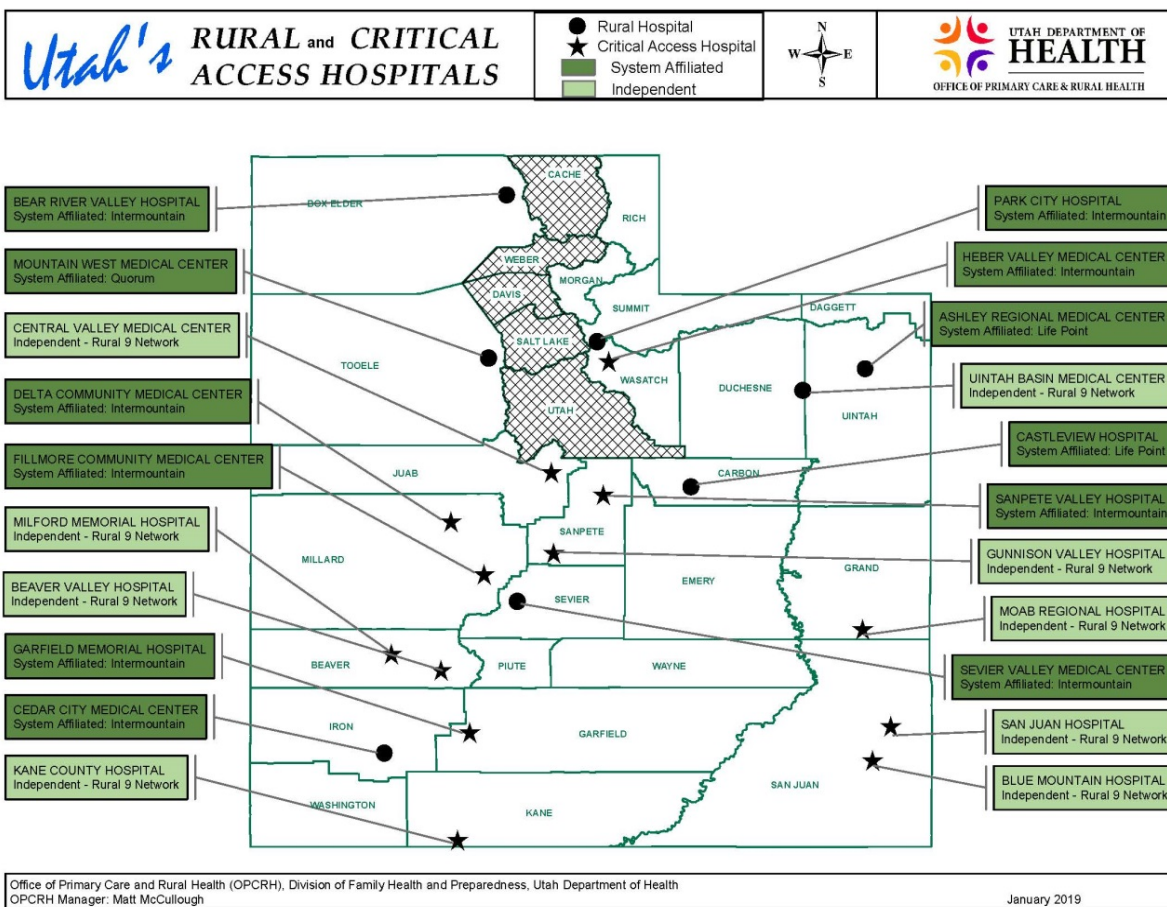 Utah's RURAL and CRITICAL
ACCESS HOSPITALS
Rural Hospital
Critical Access Hospital
System Affiliated
Independent
N
W E
S
UTAH DEPARTMENT OF
HEALTH
OFFICE OF PRIMARY CARE & RURAL HEALTH
BEAR RIVER VALLEY HOSPITAL
System Affiliated: Intermountain
MOUNTAIN WEST MEDICAL CENTER
System Affiliated: Quorum
CENTRAL VALLEY MEDICAL CENTER
Independent - Rural 9 Network
DELTA COMMUNITY MEDICAL CENTER
System Affiliated: Intermountain
FILLMORE COMMUNITY MEDICAL CENTER
System Affiliated: Intermountain
MILFORD MEMORIAL HOSPITAL
Independent - Rural 9 Network
BEAVER VALLEY HOSPITAL
Independent - Rural 9 Network
GARFIELD MEMORIAL HOSPITAL
System Affiliated: Intermountain
CEDAR CITY MEDICAL CENTER
System Affiliated: Intermountain
KANE COUNTY HOSPITAL
Independent - Rural 9 Network
CACHE
BOX ELDER
RICH
WEBER
MORGAN
DAVIS
SUMMIT
DAGGETT
SALT LAKE
TOOELE
WASATCH
DUCHESNE
UTAH
UINTAH
JUAB
CARBON
SANPETE
MILLARD
EMERY
GRAND
SEVIER
BEAVER
PIUTE
WAYNE
IRON
GARFIELD
SAN JUAN
WASHINGTON
KANE
PARK CITY HOSPITAL
System Affiliated: Intermountain
HEBER VALLEY MEDICAL CENTER
System Affiliated: Intermountain
ASHLEY REGIONAL MEDICAL CENTER
System Affiliated: Life Point
UINTAH BASIN MEDICAL CENTER
Independent - Rural 9 Network
CASTLEVIEW HOSPITAL
System Affiliated: Life Point
SANPETE VALLEY HOSPITAL
System Affiliated: Intermountain
GUNNISON VALLEY HOSPITAL
Independent - Rural 9 Network
MOAB REGIONAL HOSPITAL
Independent - Rural 9 Network
SEVIER VALLEY MEDICAL CENTER
System Affiliated: Intermountain
SAN JUAN HOSPITAL
Independent - Rural 9 Network
BLUE MOUNTAIN HOSPITAL
Independent - Rural 9 Network
Office of Primary Care and Rural Health (OPCRH), Division of Family Health and Preparedness, Utah Department of Health
OPCRH Manager: Matt McCullough
January 2019